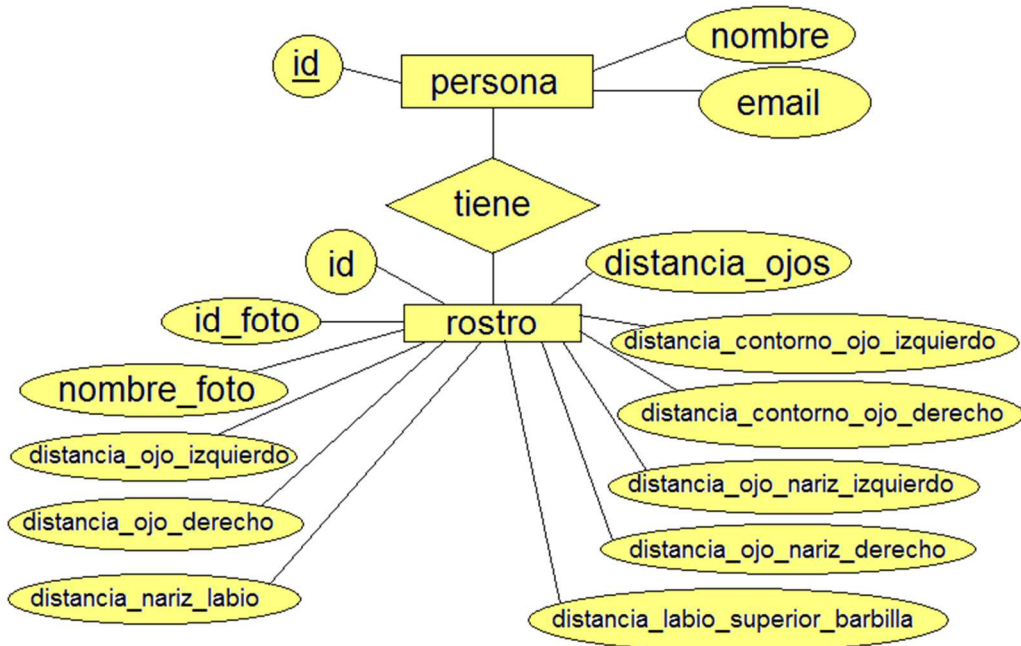 nombre
id
persona
email
tiene
id
distancia_ojos
id_foto
rostro
distancia_contorno_ojo_izquierdo
nombre_foto
distancia_contorno_ojo_derecho
distancia_ojo_izquierdo
distancia_ojo_nariz_izquierdo
distancia_ojo_derecho
distancia_ojo_nariz_derecho
distancia_nariz_labio
distancia_labio_superior_barbilla